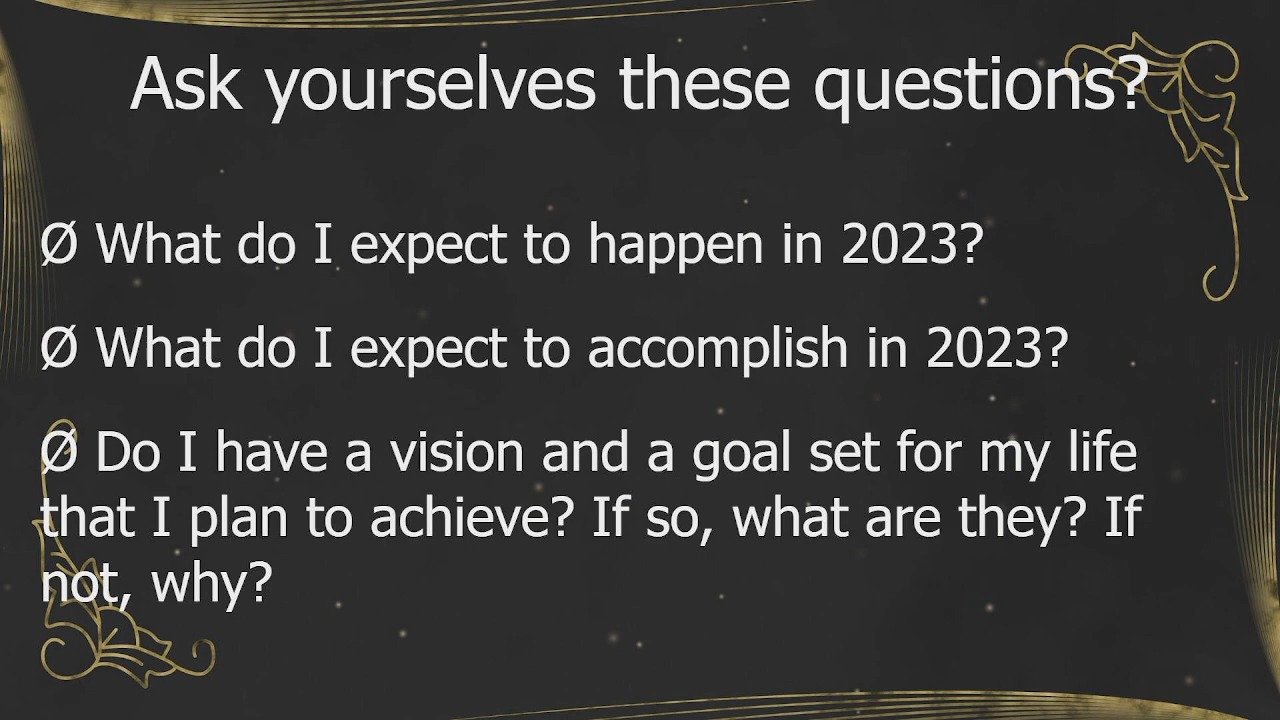 Ask yourselves these questions?
Ø What do I expect to happen in 2023?
Ø What do I expect to accomplish in 2023?
Ø Do I have a vision and a goal set for my life
that I plan to achieve? If so, what are they? If
not, why?